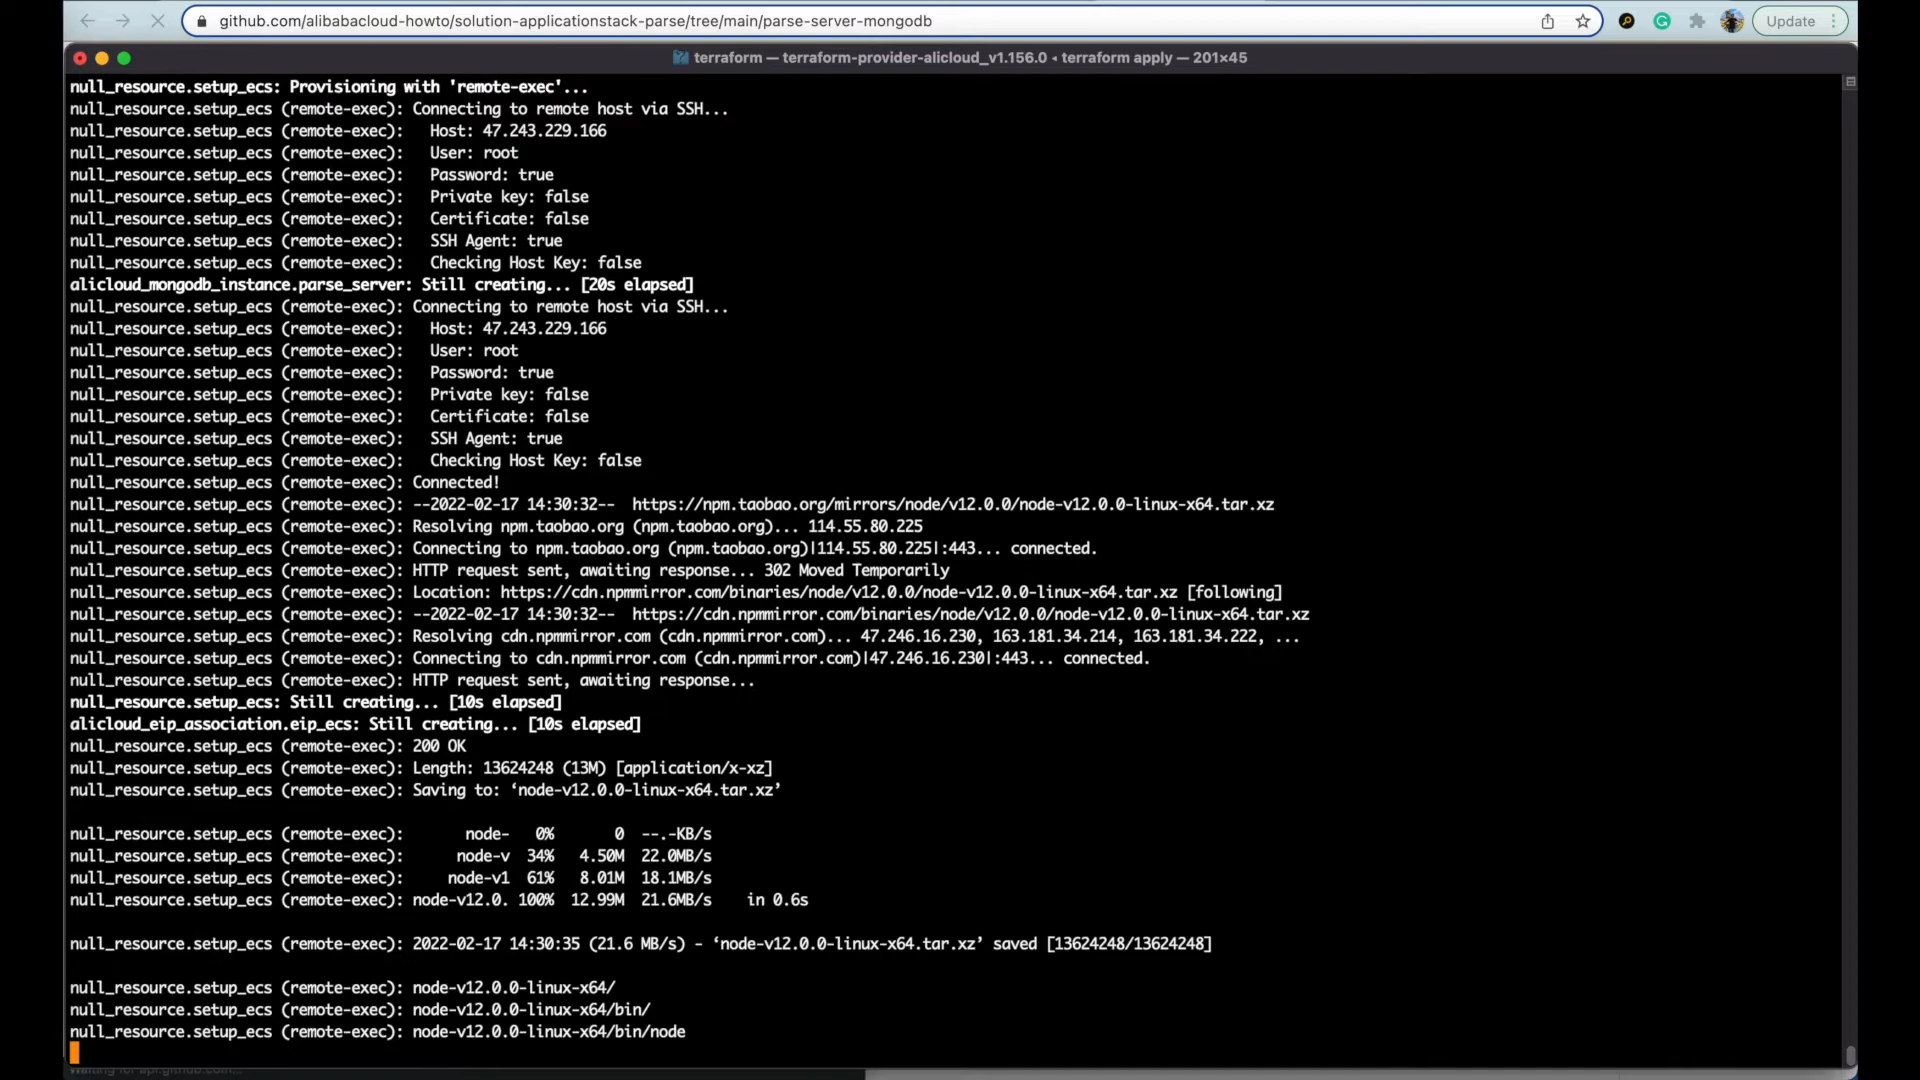 github.com/alibabacloud-howto/solution-applicationstack-parse/tree/main/parse-server-mongodb
Update
terraform — terraform-provider-alicloud_v1.156.0 ◂ terraform apply — 201×45
null_resource.setup_ecs: Provisioning with 'remote-exec'...
null_resource.setup_ecs (remote-exec): Connecting to remote host via SSH...
null_resource.setup_ecs (remote-exec):   Host: 47.243.229.166
null_resource.setup_ecs (remote-exec):   User: root
null_resource.setup_ecs (remote-exec):   Password: true
null_resource.setup_ecs (remote-exec):   Private key: false
null_resource.setup_ecs (remote-exec):   Certificate: false
null_resource.setup_ecs (remote-exec):   SSH Agent: true
null_resource.setup_ecs (remote-exec):   Checking Host Key: false
alicloud_mongodb_instance.parse_server: Still creating... [20s elapsed]
null_resource.setup_ecs (remote-exec): Connecting to remote host via SSH...
null_resource.setup_ecs (remote-exec):   Host: 47.243.229.166
null_resource.setup_ecs (remote-exec):   User: root
null_resource.setup_ecs (remote-exec):   Password: true
null_resource.setup_ecs (remote-exec):   Private key: false
null_resource.setup_ecs (remote-exec):   Certificate: false
null_resource.setup_ecs (remote-exec):   SSH Agent: true
null_resource.setup_ecs (remote-exec):   Checking Host Key: false
null_resource.setup_ecs (remote-exec): Connected!
null_resource.setup_ecs (remote-exec): --2022-02-17 14:30:32--  https://npm.taobao.org/mirrors/node/v12.0.0/node-v12.0.0-linux-x64.tar.xz
null_resource.setup_ecs (remote-exec): Resolving npm.taobao.org (npm.taobao.org)... 114.55.80.225
null_resource.setup_ecs (remote-exec): Connecting to npm.taobao.org (npm.taobao.org)|114.55.80.225|:443... connected.
null_resource.setup_ecs (remote-exec): HTTP request sent, awaiting response... 302 Moved Temporarily
null_resource.setup_ecs (remote-exec): Location: https://cdn.npmmirror.com/binaries/node/v12.0.0/node-v12.0.0-linux-x64.tar.xz [following]
null_resource.setup_ecs (remote-exec): --2022-02-17 14:30:32--  https://cdn.npmmirror.com/binaries/node/v12.0.0/node-v12.0.0-linux-x64.tar.xz
null_resource.setup_ecs (remote-exec): Resolving cdn.npmmirror.com (cdn.npmmirror.com)... 47.246.16.230, 163.181.34.214, 163.181.34.222, ...
null_resource.setup_ecs (remote-exec): Connecting to cdn.npmmirror.com (cdn.npmmirror.com)|47.246.16.230|:443... connected.
null_resource.setup_ecs (remote-exec): HTTP request sent, awaiting response...
null_resource.setup_ecs: Still creating... [10s elapsed]
alicloud_eip_association.eip_ecs: Still creating... [10s elapsed]
null_resource.setup_ecs (remote-exec): 200 OK
null_resource.setup_ecs (remote-exec): Length: 13624248 (13M) [application/x-xz]
null_resource.setup_ecs (remote-exec): Saving to: ‘node-v12.0.0-linux-x64.tar.xz’
null_resource.setup_ecs (remote-exec):       node-   0%       0  --.-KB/s
null_resource.setup_ecs (remote-exec):      node-v  34%   4.50M  22.0MB/s
null_resource.setup_ecs (remote-exec):     node-v1  61%   8.01M  18.1MB/s
null_resource.setup_ecs (remote-exec): node-v12.0. 100%  12.99M  21.6MB/s    in 0.6s
null_resource.setup_ecs (remote-exec): 2022-02-17 14:30:35 (21.6 MB/s) - ‘node-v12.0.0-linux-x64.tar.xz’ saved [13624248/13624248]
null_resource.setup_ecs (remote-exec): node-v12.0.0-linux-x64/
null_resource.setup_ecs (remote-exec): node-v12.0.0-linux-x64/bin/
null_resource.setup_ecs (remote-exec): node-v12.0.0-linux-x64/bin/node
Waiting for api.github.com...